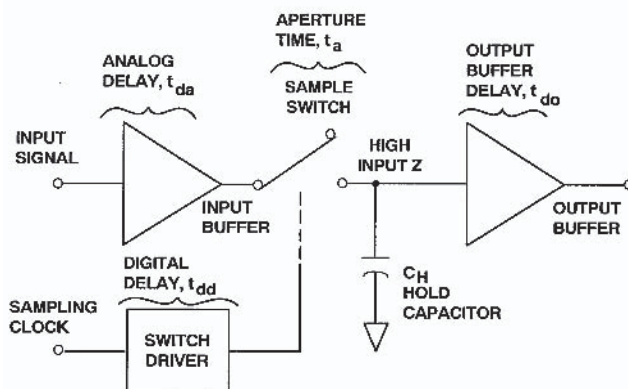 APERTURE
TIME, ta
ANALOG
DELAY, tda
SAMPLE
SWITCH
OUTPUT
BUFFER
DELAY, tdo
INPUT
SIGNAL
HIGH
INPUT Z
INPUT
BUFFER
OUTPUT
BUFFER
DIGITAL
DELAY, tdd
CH
HOLD
CAPACITOR
SAMPLING
CLOCK
SWITCH
DRIVER